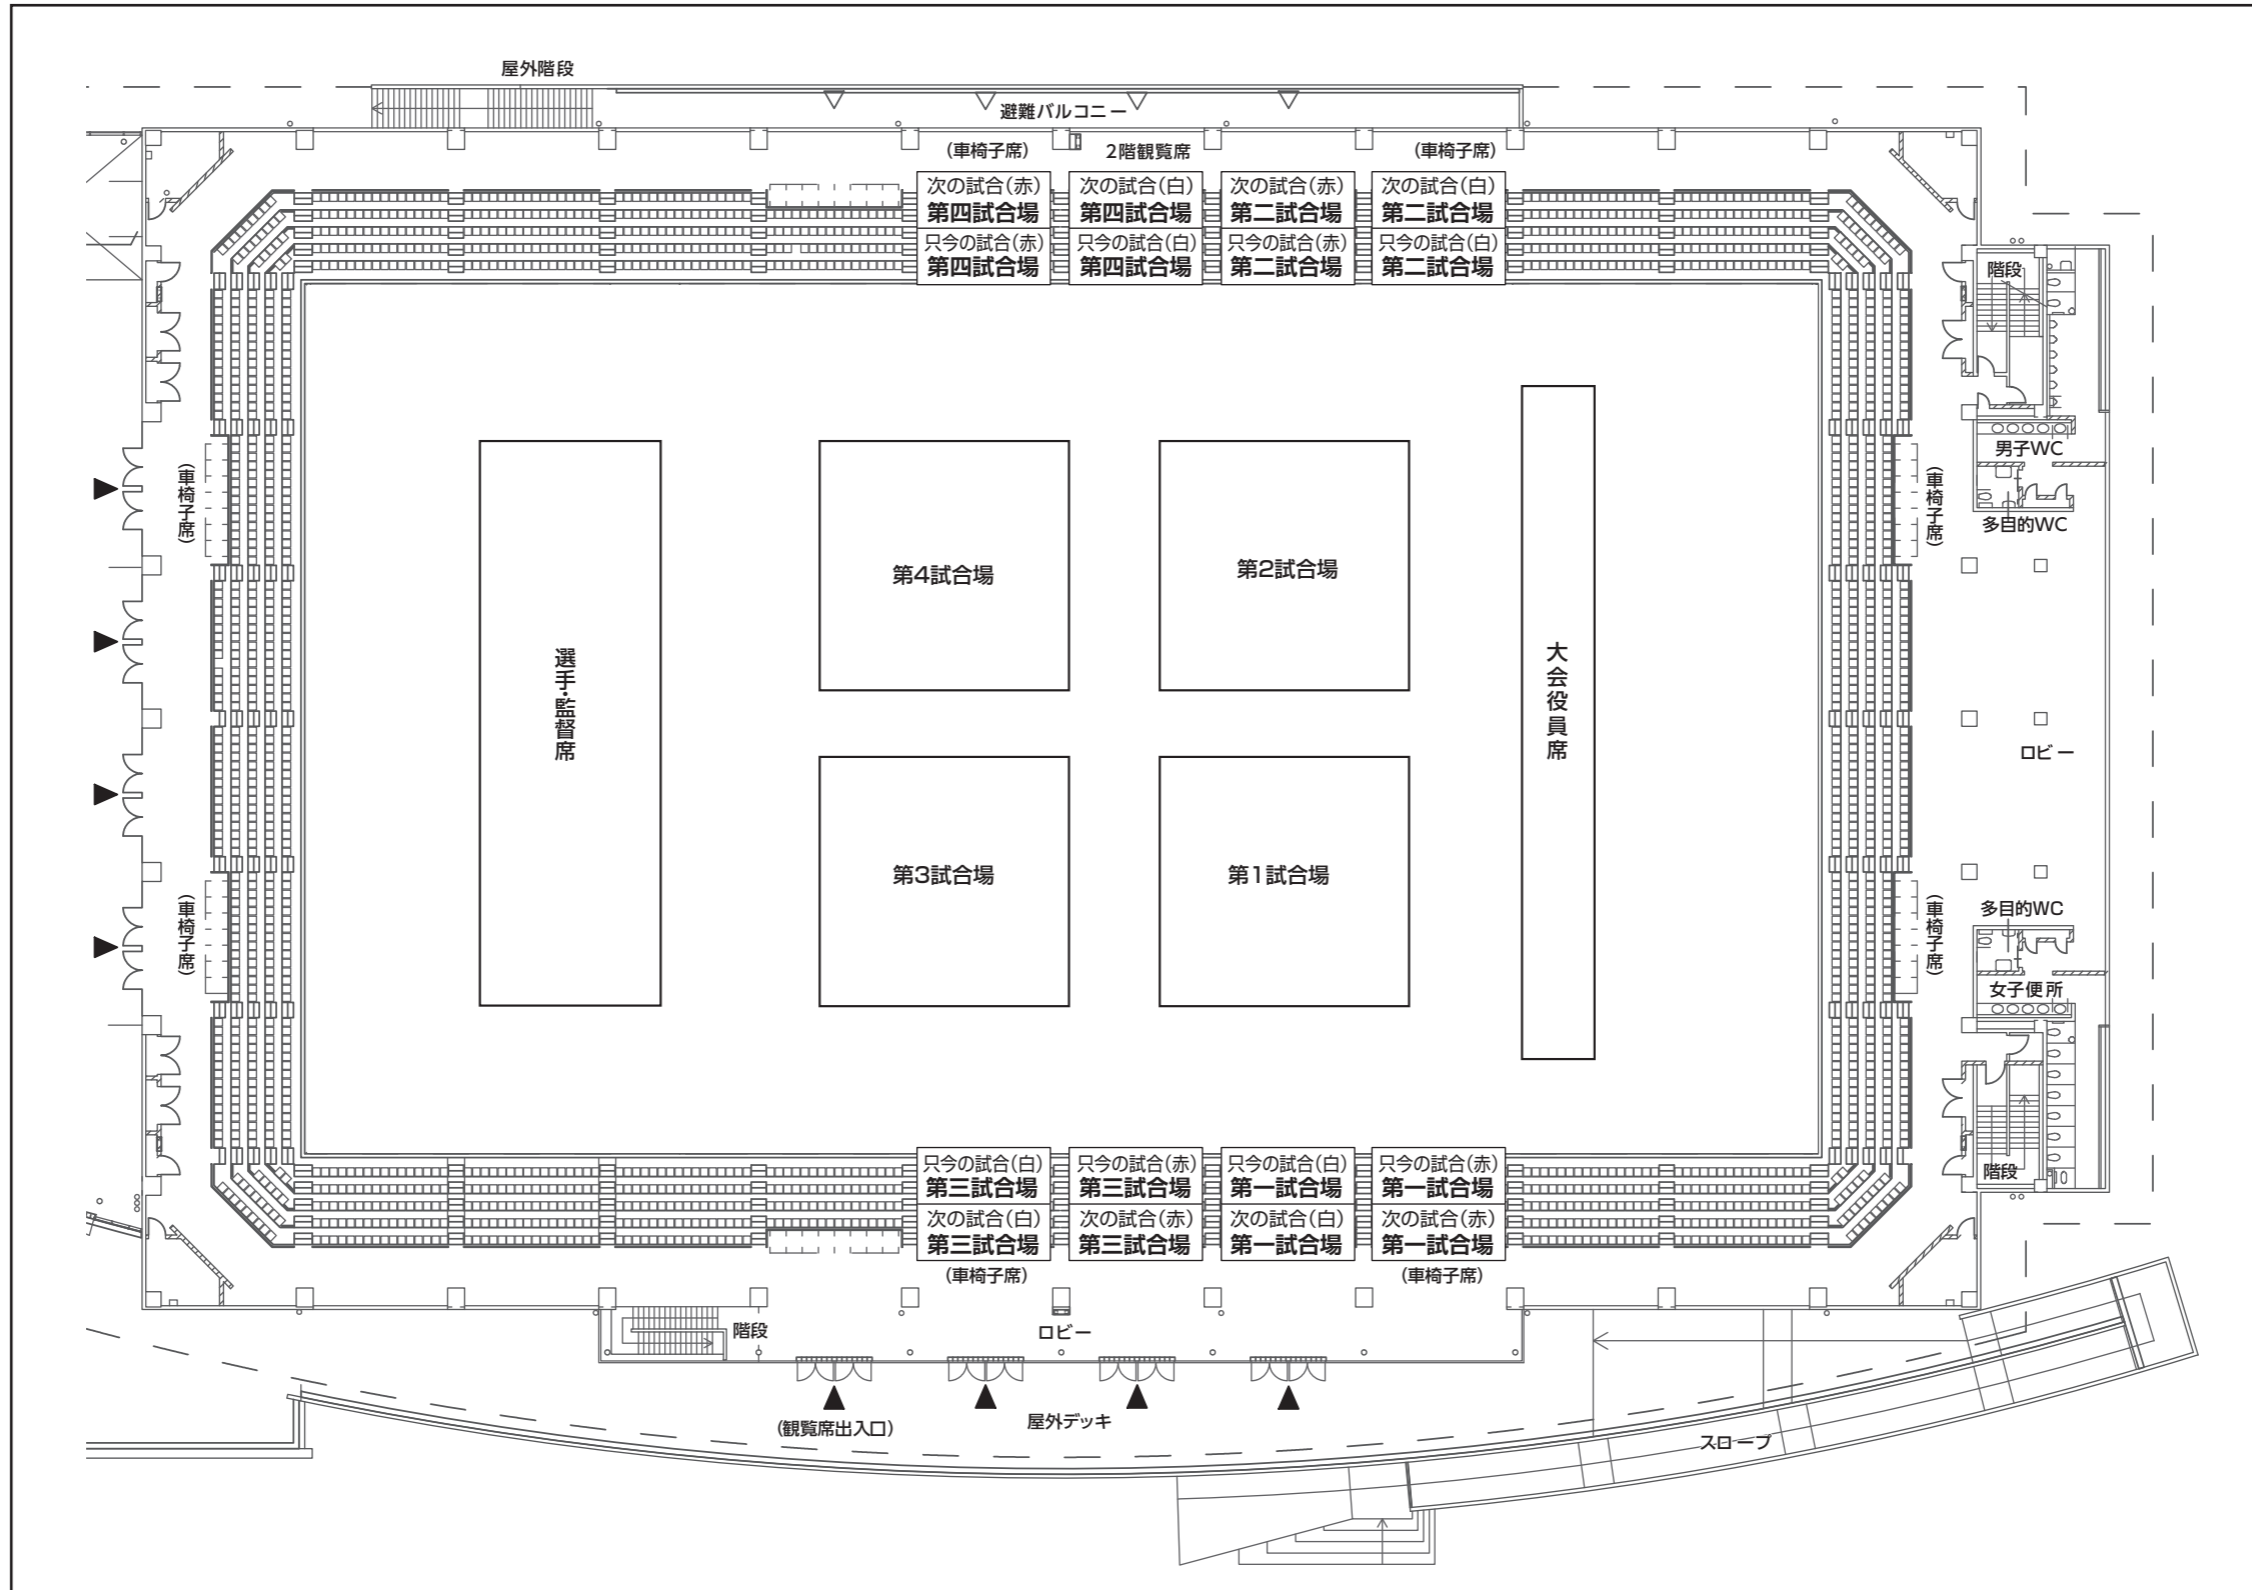 屋外階段
避難バルコニー
(車椅子席)
2階観覧席
(車椅子席)
次の試合(赤)
第四試合場
次の試合(白)
第四試合場
次の試合(赤)
第二試合場
次の試合(白)
第二試合場
只今の試合(赤)
第四試合場
只今の試合(白)
第四試合場
只今の試合(赤)
第二試合場
只今の試合(白)
第二試合場
階段
男子WC
多目的WC
(車椅子席)
(車椅子席)
第4試合場
第2試合場
選手・監督席
大会役員席
ロビー
第3試合場
第1試合場
(車椅子席)
(車椅子席)
多目的WC
女子便所
階段
只今の試合(白)
第三試合場
只今の試合(赤)
第三試合場
只今の試合(白)
第一試合場
只今の試合(赤)
第一試合場
次の試合(白)
第三試合場
次の試合(赤)
第三試合場
次の試合(白)
第一試合場
次の試合(赤)
第一試合場
(車椅子席)
(車椅子席)
階段
ロビー
(観覧席出入口)
屋外デッキ
スロープ